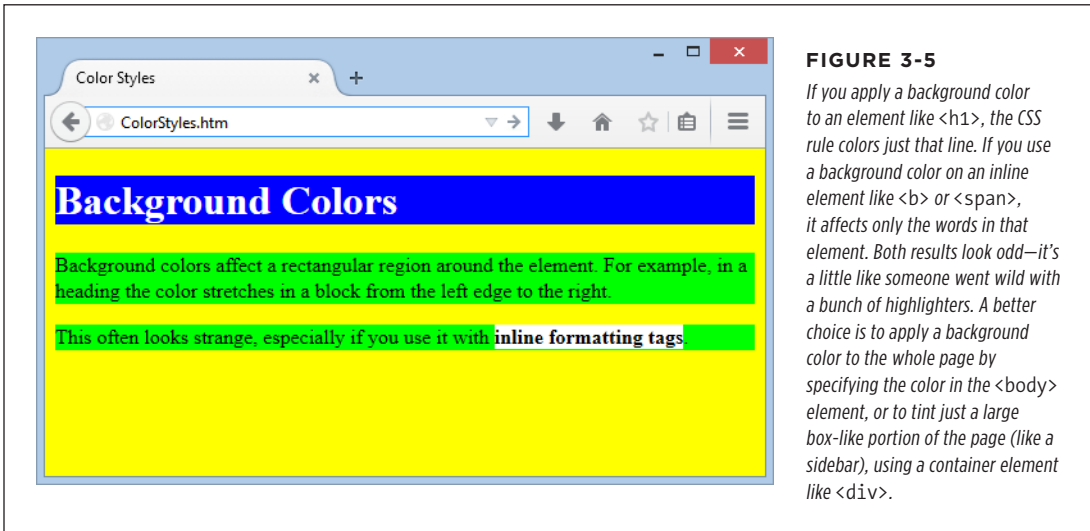 Color Styles
ColorStyles.htm
Background Colors
Background colors affect a rectangular region around the element. For example, in a
heading the color stretches in a block from the left edge to the right.
This often looks strange, especially if you use it with inline formatting tags.
FIGURE 3-5
If you apply a background color
to an element like <h1>, the CSS
rule colors just that line. If you use
a background color on an inline
element like <b> or <span>,
it affects only the words in that
element. Both results look odd—it's
a little like someone went wild with
a bunch of highlighters. A better
choice is to apply a background
color to the whole page by
specifying the color in the <body>
element, or to tint just a large
box-like portion of the page (like a
sidebar), using a container element
like <div>.